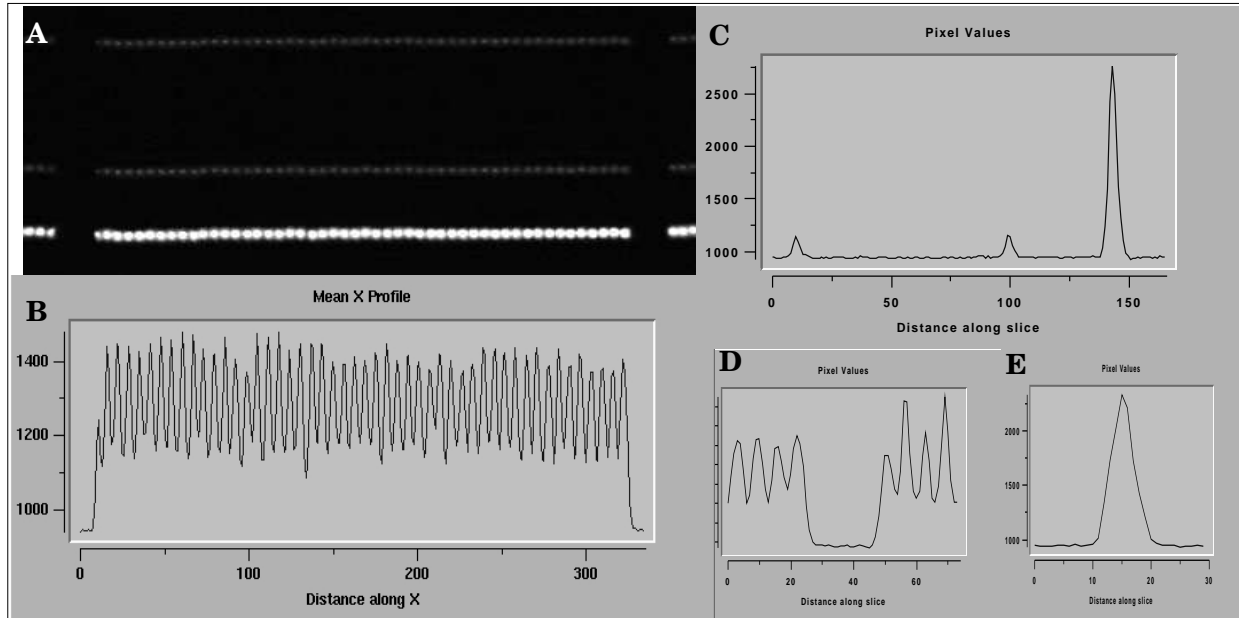 A
C
Pixel Values
2500
2000
1500
1000
0 50 100 150
Distance along slice
B
Mean X Profile
1400
1200
1000
0 100 200 300
Distance along X
D
Pixel Values
0 20 40 60
Distance along slice
E
Pixel Values
2000
1500
1000
0 10 20 30
Distance along slice